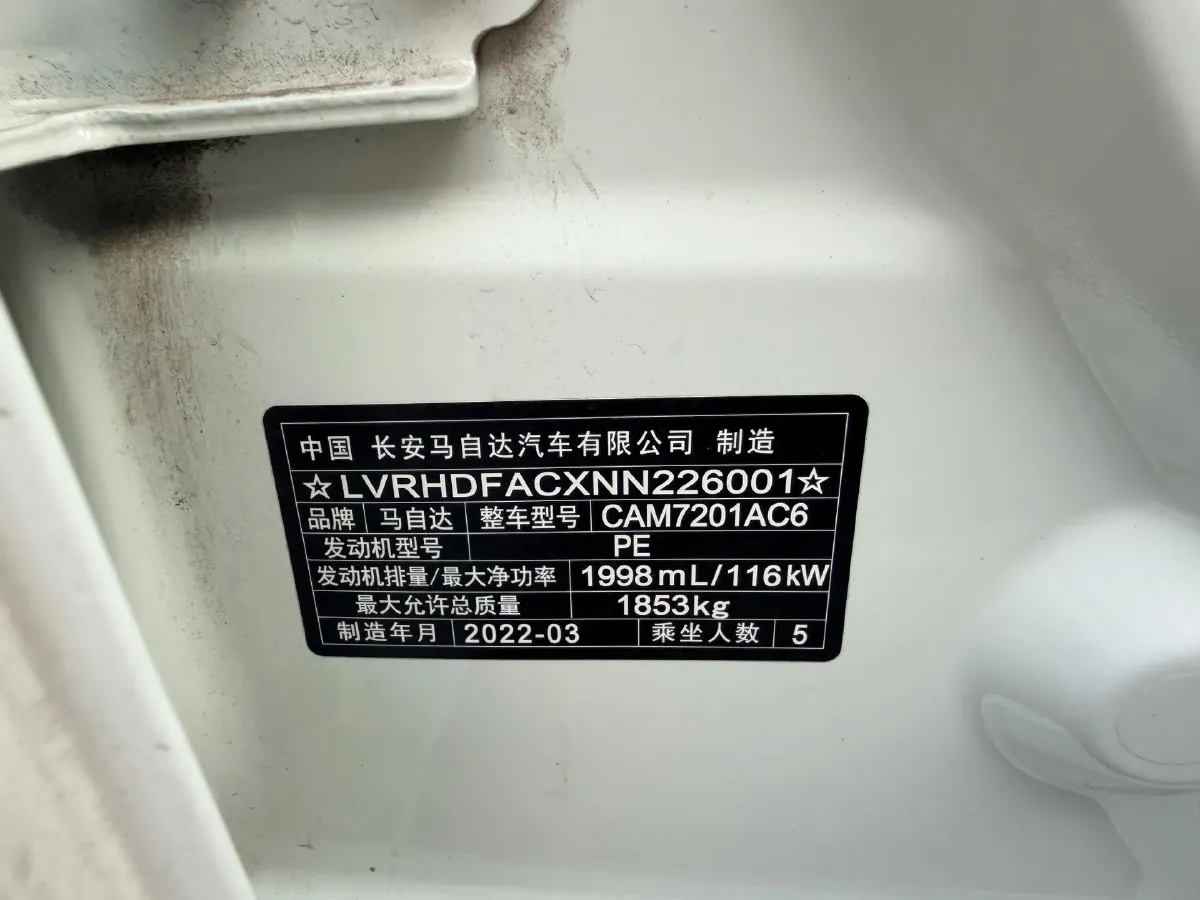 中国 长安马自达汽车有限公司 制造
☆LVRHDFACXNN226001☆
品牌 马自达 整车型号 CAM7201AC6
发动机型号 PE
发动机排量/最大净功率 1998mL/116kW
最大允许总质量 1853kg
制造年月 2022-03 乘坐人数 5